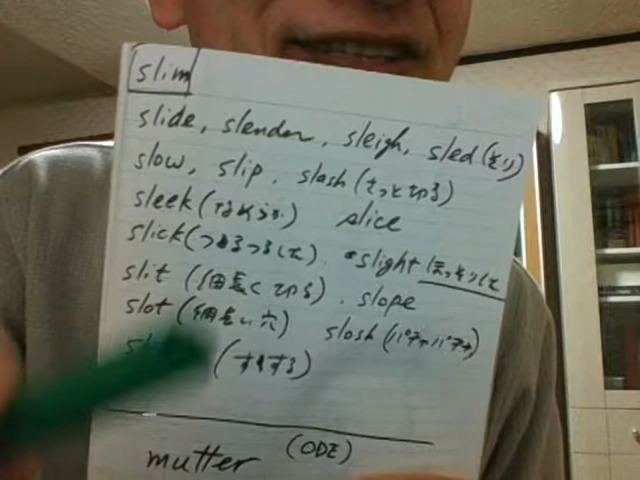 slim
slide, slender, sleigh, sled (そり)
slow, slip, slash (さっと切る)
sleek (なめらか) slice
slick (つるつるした). *slight ほっそりした
slit (細長く切る). slope
slot (細長い穴) slosh (パチャパチャ)
(すする)
mutter (ODE)